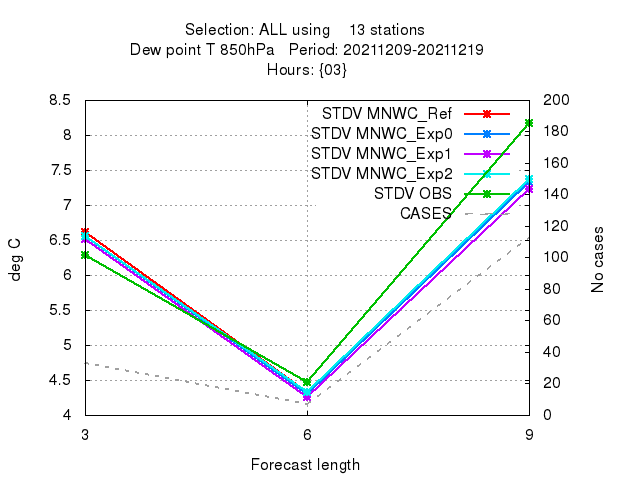 Selection: ALL using 13 stations
Dew point T 850hPa Period: 20211209-20211219
Hours: {03}
8.5
8
7.5
7
6.5
6
5.5
5
4.5
4
200
180
160
140
120
100
80
60
40
20
0
STDV MNWC_Ref
STDV MNWC_Exp0
STDV MNWC_Exp1
STDV MNWC_Exp2
STDV OBS
CASES
deg C
No cases
3 6 9
Forecast length